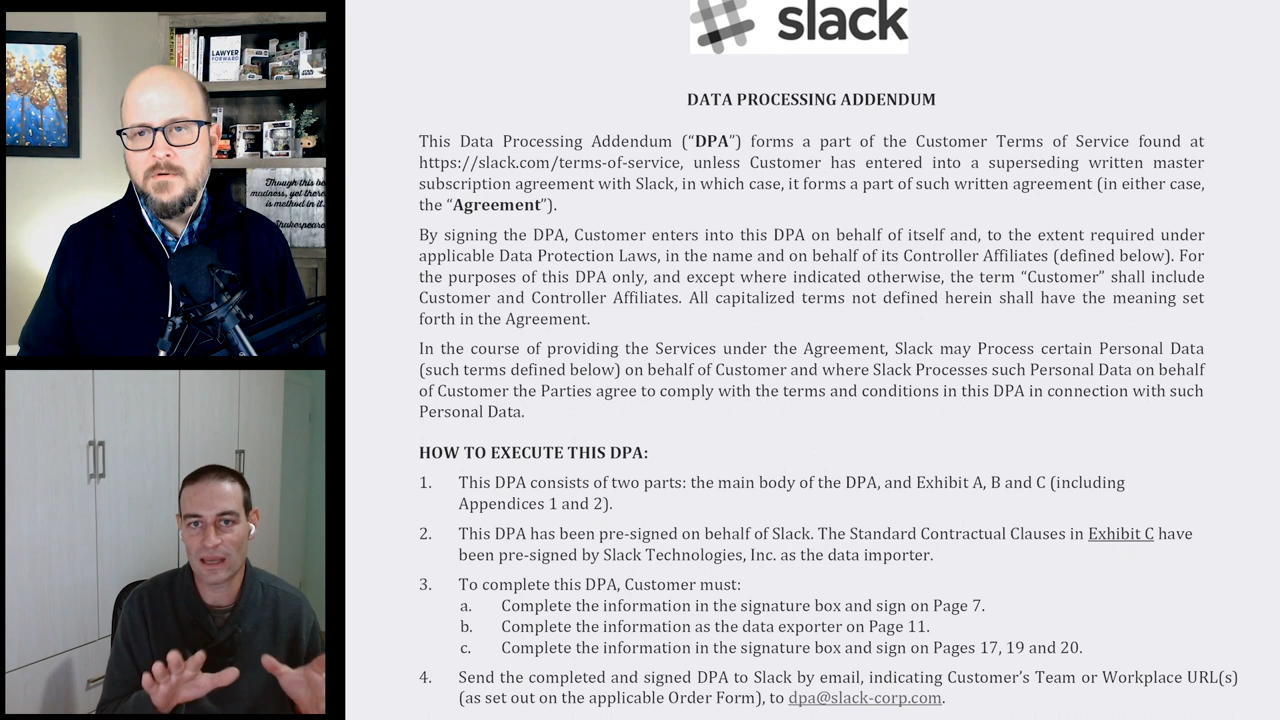 LAWYER
FORWARD
Though this be
madness, yet there
is method in it.
Shakespeare
slack
DATA PROCESSING ADDENDUM
This Data Processing Addendum (“DPA”) forms a part of the Customer Terms of Service found at
https://slack.com/terms-of-service, unless Customer has entered into a superseding written master
subscription agreement with Slack, in which case, it forms a part of such written agreement (in either case,
the “Agreement”).
By signing the DPA, Customer enters into this DPA on behalf of itself and, to the extent required under
applicable Data Protection Laws, in the name and on behalf of its Controller Affiliates (defined below). For
the purposes of this DPA only, and except where indicated otherwise, the term “Customer” shall include
Customer and Controller Affiliates. All capitalized terms not defined herein shall have the meaning set
forth in the Agreement.
In the course of providing the Services under the Agreement, Slack may Process certain Personal Data
(such terms defined below) on behalf of Customer and where Slack Processes such Personal Data on behalf
of Customer the Parties agree to comply with the terms and conditions in this DPA in connection with such
Personal Data.
HOW TO EXECUTE THIS DPA:
1. This DPA consists of two parts: the main body of the DPA, and Exhibit A, B and C (including
Appendices 1 and 2).
2. This DPA has been pre-signed on behalf of Slack. The Standard Contractual Clauses in Exhibit C have
been pre-signed by Slack Technologies, Inc. as the data importer.
3. To complete this DPA, Customer must:
a. Complete the information in the signature box and sign on Page 7.
b. Complete the information as the data exporter on Page 11.
c. Complete the information in the signature box and sign on Pages 17, 19 and 20.
4. Send the completed and signed DPA to Slack by email, indicating Customer’s Team or Workplace URL(s)
(as set out on the applicable Order Form), to dpa@slack-corp.com.